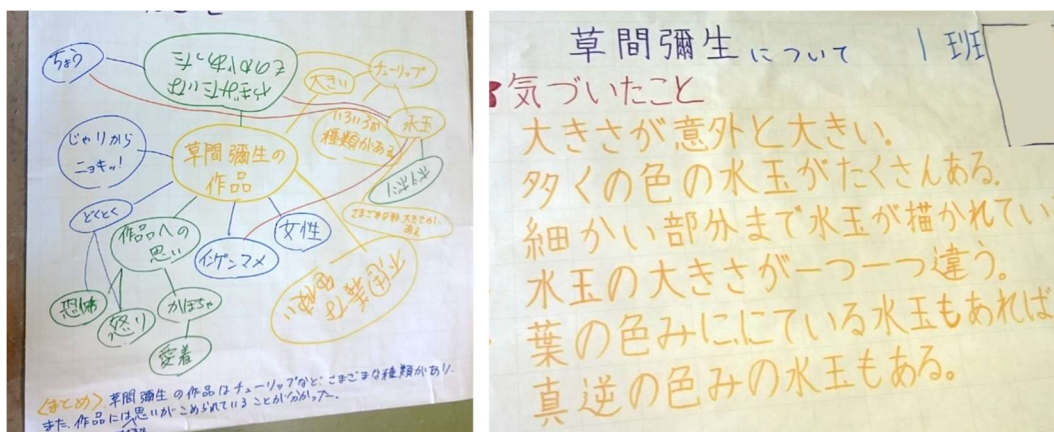 ちょう
大きい
チューリップ
いろいろな
種類がある
水玉
じゃりから
ニョキッ!
草間彌生の
作品
どくとく
作品への
思い
インゲンマメ
女性
恐怖
怒り
かぼちゃ
愛着
<まとめ> 草間彌生の作品はチューリップなど、さまざまな種類があり、
また、作品には思いがこめられていることが分かった。
草間彌生について 1班
気づいたこと
大きさが意外と大きい。
多くの色の水玉がたくさんある。
細かい部分まで水玉が描かれてい
水玉の大きさが一つ一つ違う。
葉の色みににている水玉もあれば
真逆の色みの水玉もある。